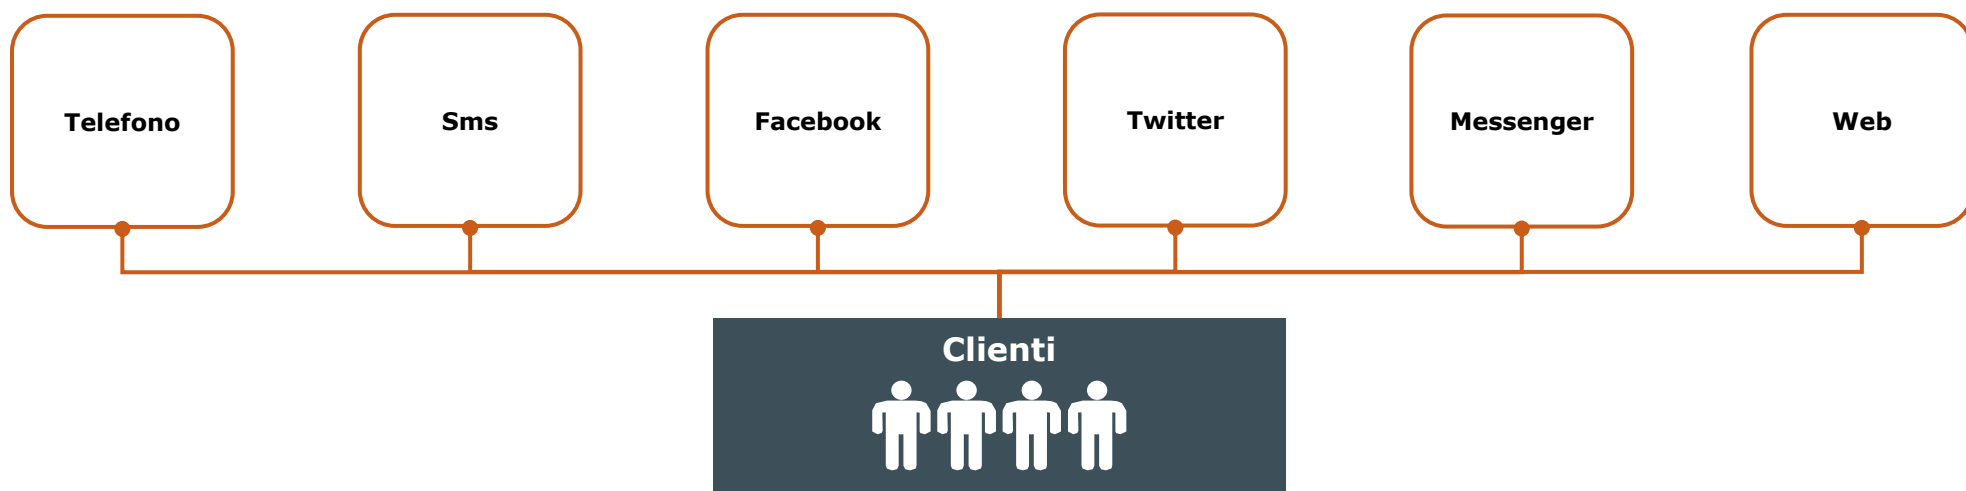 Telefono
Sms
Facebook
Twitter
Messenger
Web
Clienti